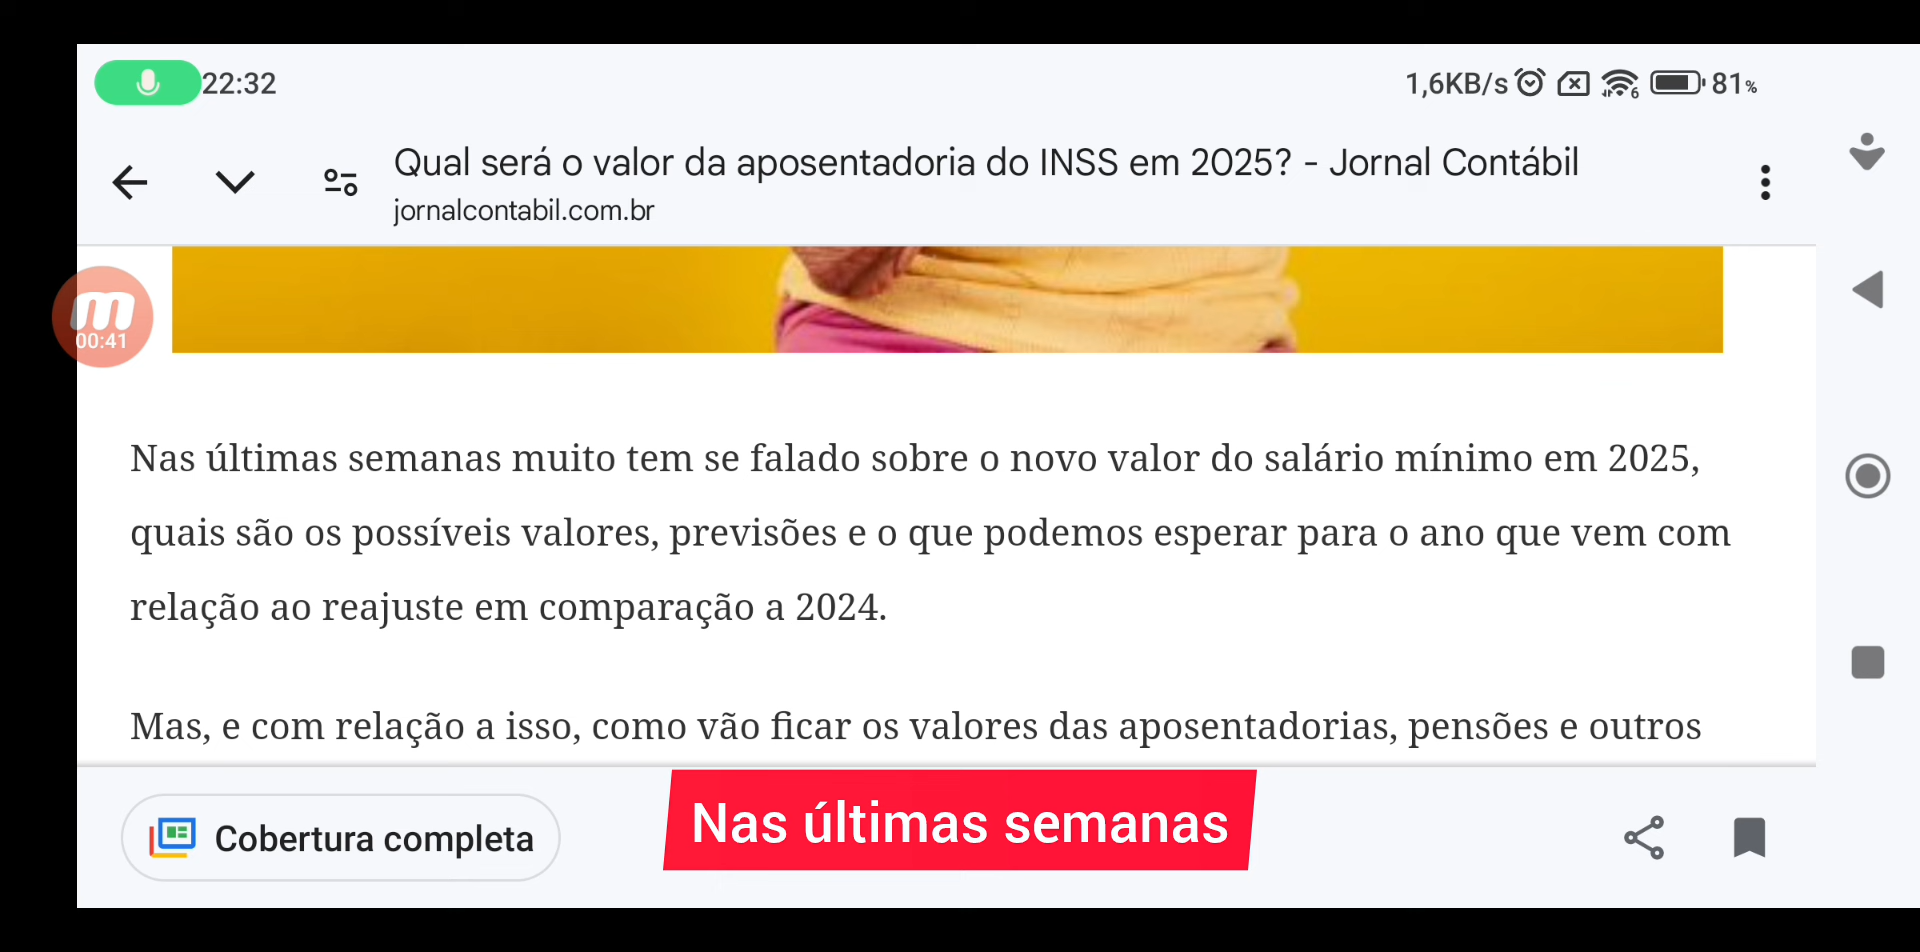 22:32
1,6KB/s 6 81%
Qual será o valor da aposentadoria do INSS em 2025? - Jornal Contábil
jornalcontabil.com.br
00:41
Nas últimas semanas muito tem se falado sobre o novo valor do salário mínimo em 2025,
quais são os possíveis valores, previsões e o que podemos esperar para o ano que vem com
relação ao reajuste em comparação a 2024.
Mas, e com relação a isso, como vão ficar os valores das aposentadorias, pensões e outros
Cobertura completa
Nas últimas semanas